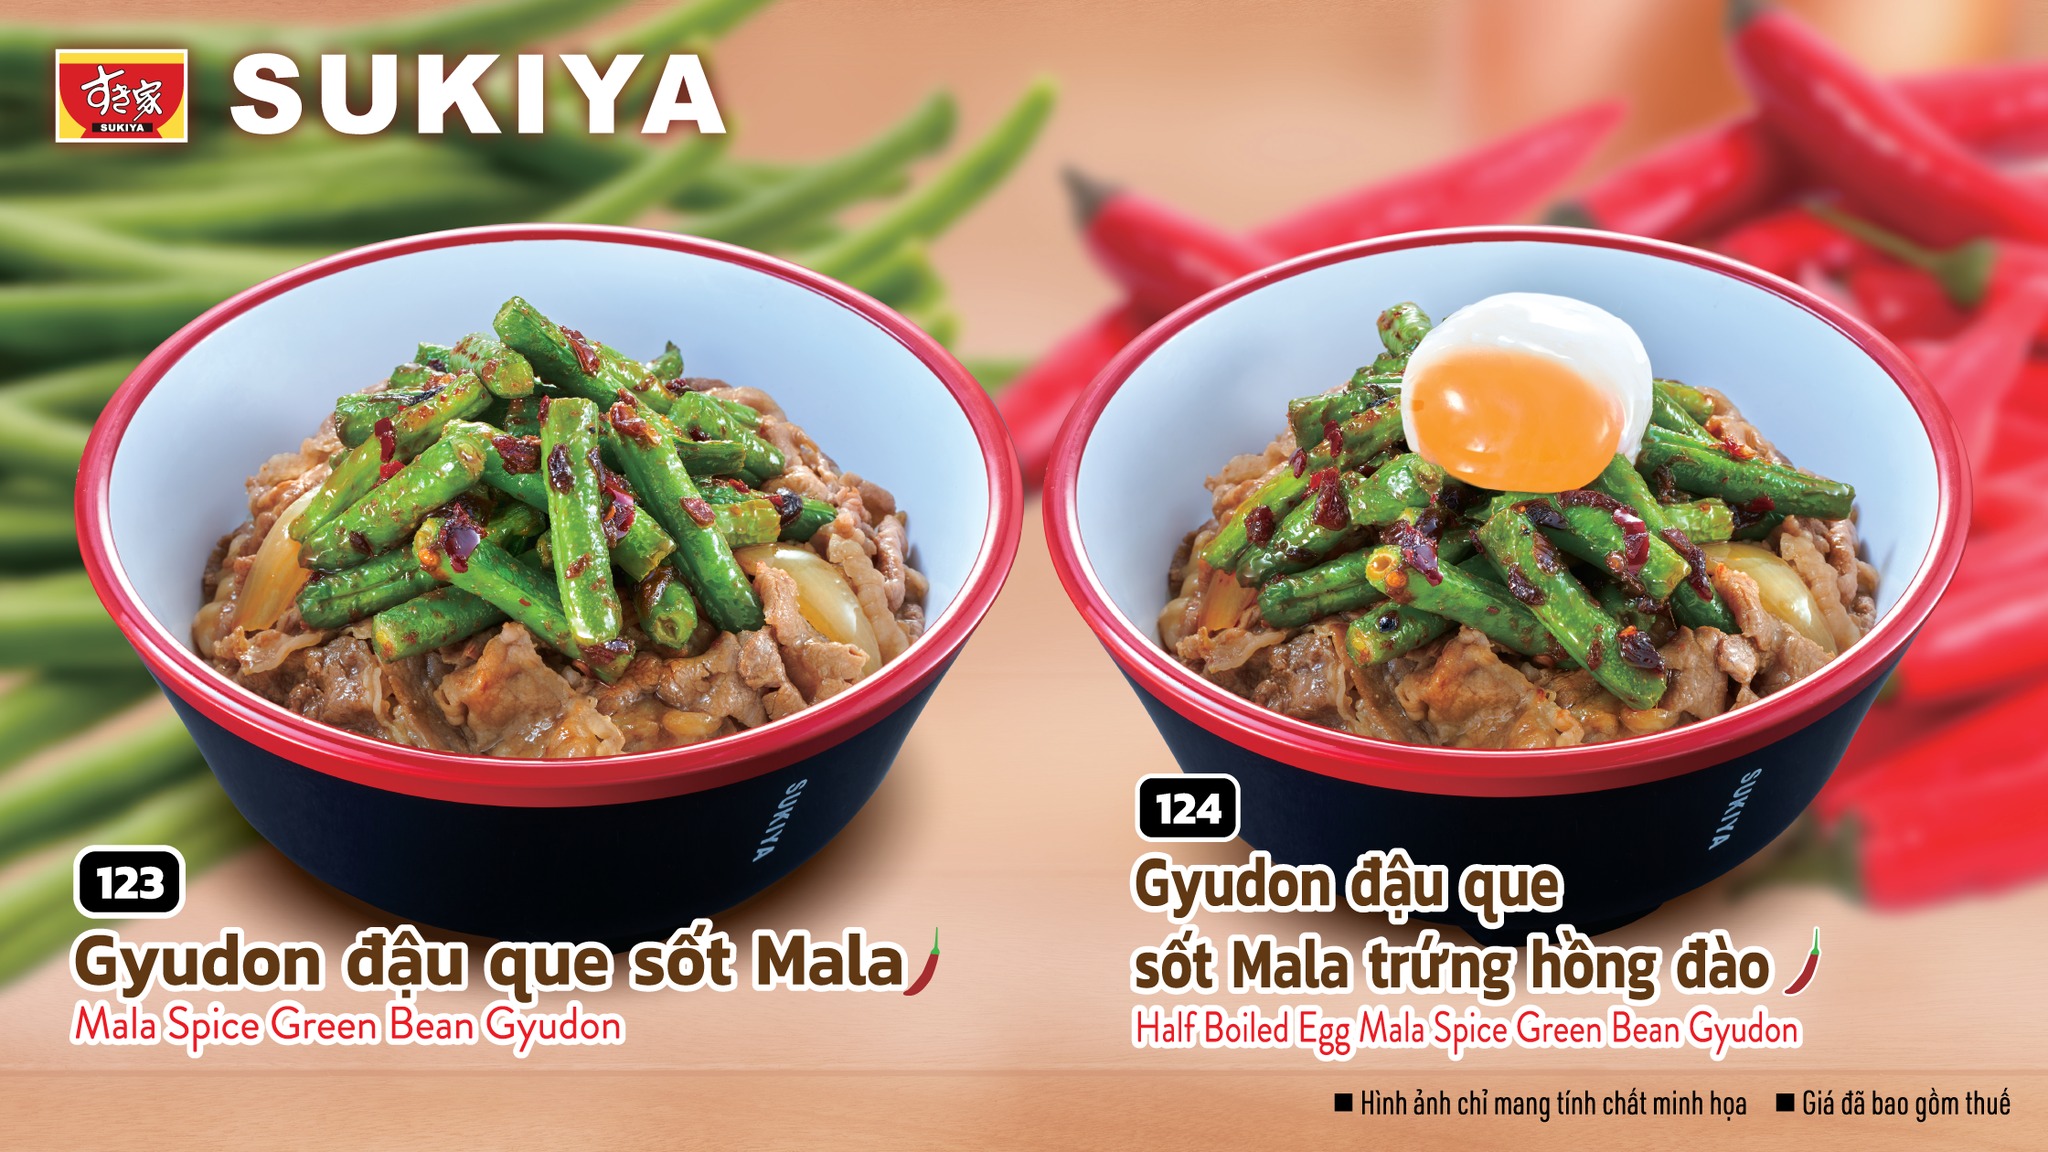 すき家
SUKIYA
SUKIYA
SUKIYA
SUKIYA
123
Gyudon đậu que sốt Mala
Mala Spice Green Bean Gyudon
124
Gyudon đậu que
sốt Mala trứng hồng đào
Half Boiled Egg Mala Spice Green Bean Gyudon
■ Hình ảnh chỉ mang tính chất minh họa ■ Giá đã bao gồm thuế